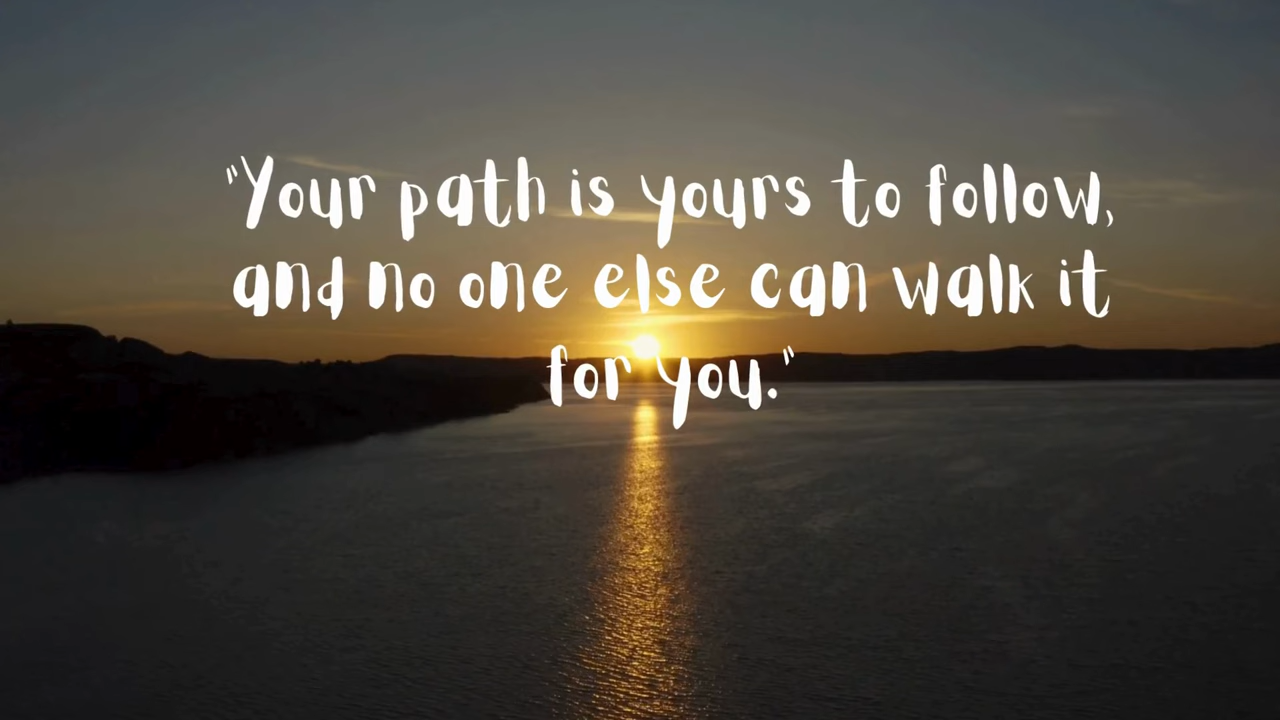 "Your path is yours to follow,
and no one else can walk it
for you."